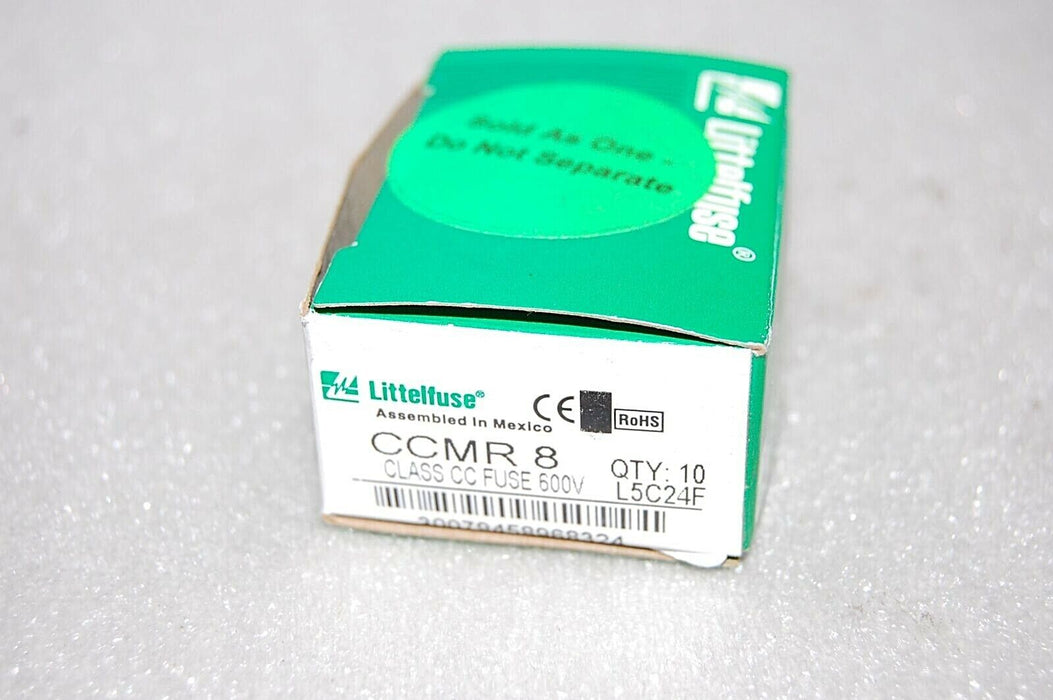 Sold As One -
Do Not Separate
Littelfuse®
Littelfuse®
Assembled In Mexico
CE
RoHS
CCMR 8
CLASS CC FUSE 600V
QTY: 10
L5C24F